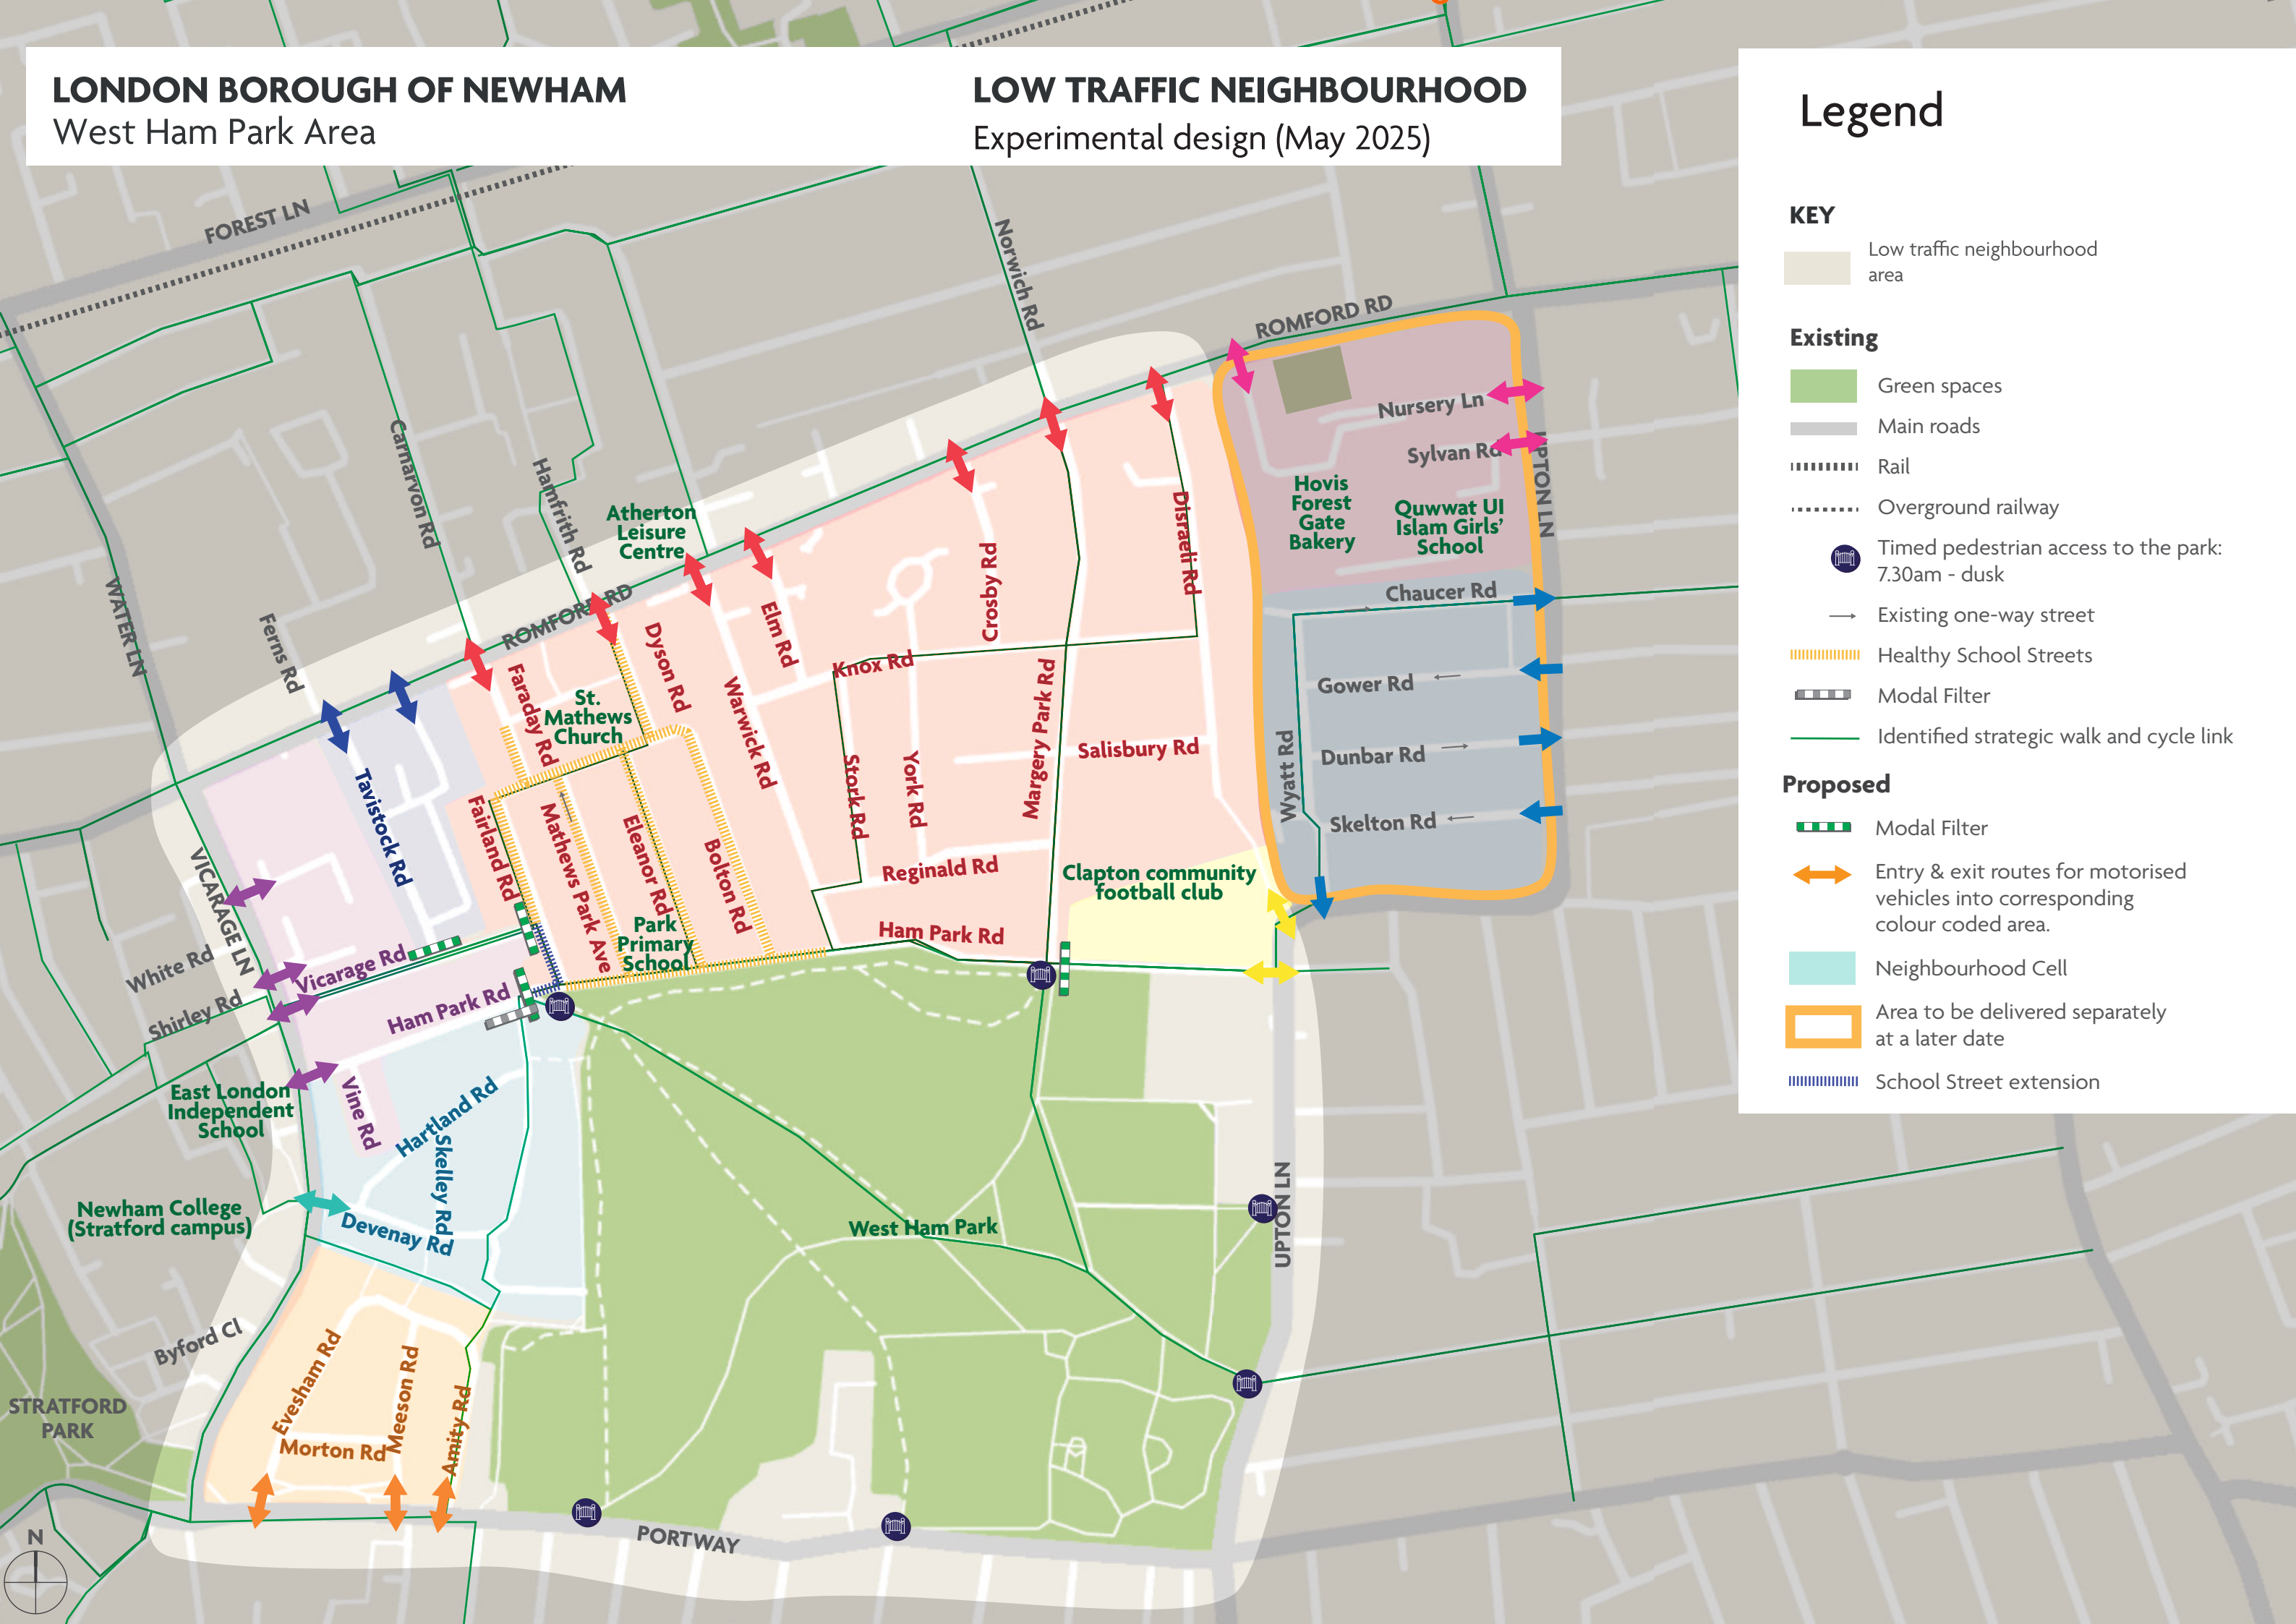 LONDON BOROUGH OF NEWHAM
West Ham Park Area
LOW TRAFFIC NEIGHBOURHOOD
Experimental design (May 2025)
Legend
KEY
Low traffic neighbourhood
area
Existing
Green spaces
Main roads
Rail
Overground railway
Timed pedestrian access to the park:
7.30am - dusk
Existing one-way street
Healthy School Streets
Modal Filter
Identified strategic walk and cycle link
Proposed
Modal Filter
Entry & exit routes for motorised
vehicles into corresponding
colour coded area.
Neighbourhood Cell
Area to be delivered separately
at a later date
School Street extension
FOREST LN
Norwich Rd
ROMFORD RD
Carnarvon Rd
Hamfrith Rd
Atherton
Leisure
Centre
WATER LN
Ferns Rd
ROMFORD RD
Nursery Ln
Sylvan Rd
UPTON LN
Hovis
Forest
Gate
Bakery
Quwwat UI
Islam Girls'
School
Chaucer Rd
Gower Rd
Dunbar Rd
Skelton Rd
Wyatt Rd
Disraeli Rd
Crosby Rd
Elm Rd
Dyson Rd
Faraday Rd
St.
Mathews
Church
Knox Rd
Warwick Rd
Stork Rd
York Rd
Margery Park Rd
Salisbury Rd
Tavistock Rd
Fairland Rd
Mathews Park Ave
Eleanor Rd
Bolton Rd
Reginald Rd
Clapton community
football club
Park
Primary
School
Ham Park Rd
VICARAGE LN
White Rd
Vicarage Rd
Shirley Rd
Ham Park Rd
East London
Independent
School
Vine Rd
Hartland Rd
Skelley Rd
Newham College
(Stratford campus)
Devenay Rd
West Ham Park
UPTON LN
Byford Cl
STRATFORD
PARK
Evesham Rd
Meeson Rd
Morton Rd
Amity Rd
PORTWAY
N